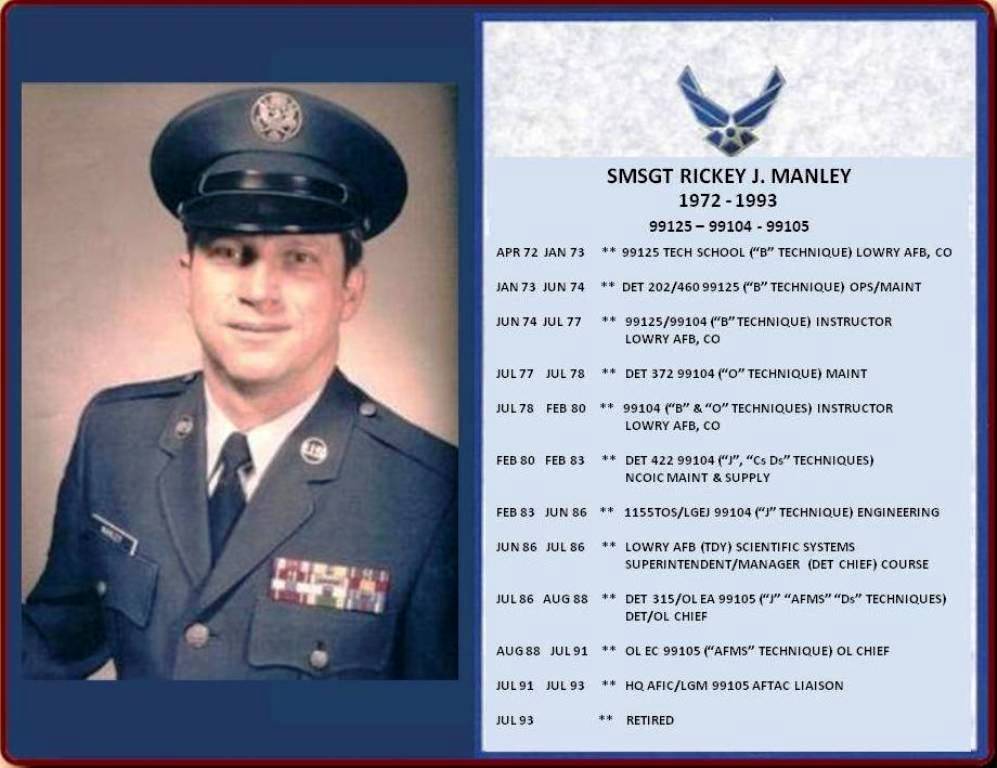 SMSGT RICKEY J. MANLEY
1972 - 1993
99125 – 99104 - 99105
APR 72 JAN 73 ** 99125 TECH SCHOOL (“B” TECHNIQUE) LOWRY AFB, CO
JAN 73 JUN 74 ** DET 202/460 99125 (“B” TECHNIQUE) OPS/MAINT
JUN 74 JUL 77 ** 99125/99104 (“B” TECHNIQUE) INSTRUCTOR
LOWRY AFB, CO
JUL 77 JUL 78 ** DET 372 99104 (“O” TECHNIQUE) MAINT
JUL 78 FEB 80 ** 99104 (“B” & “O” TECHNIQUES) INSTRUCTOR
LOWRY AFB, CO
FEB 80 FEB 83 ** DET 422 99104 (“J”, “Cs Ds” TECHNIQUES)
NCOIC MAINT & SUPPLY
FEB 83 JUN 86 ** 1155TOS/LGEJ 99104 (“J” TECHNIQUE) ENGINEERING
JUN 86 JUL 86 ** LOWRY AFB (TDY) SCIENTIFIC SYSTEMS
SUPERINTENDENT/MANAGER (DET CHIEF) COURSE
JUL 86 AUG 88 ** DET 315/OL EA 99105 (“J” “AFMS” “Ds” TECHNIQUES)
DET/OL CHIEF
AUG 88 JUL 91 ** OL EC 99105 (“AFMS” TECHNIQUE) OL CHIEF
JUL 91 JUL 93 ** HQ AFIC/LGM 99105 AFTAC LIAISON
JUL 93 ** RETIRED
MANLEY